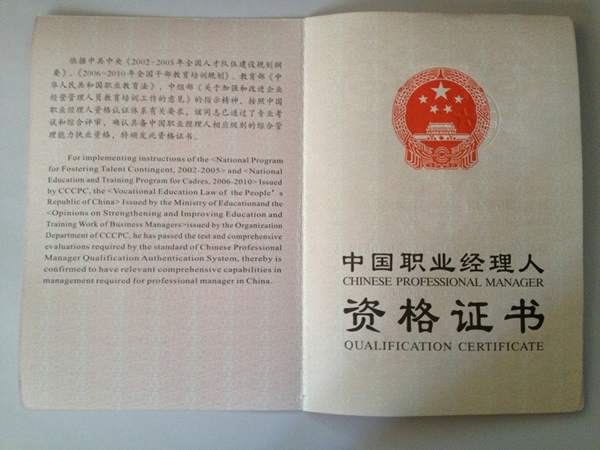 依据中共中央《2002-2005年全国人才队伍建设规划纲
要》、《2006-2010年全国干部教育培训规划》、教育部《中
华人民共和国职业教育法》、中组部《关于加强和改进企业
经营管理人员教育培训工作的意见》的指示精神，按照中国
职业经理人资格认证体系有关要求，该同志已通过了专业考
试和综合评审，确认具备中国职业经理人相应级别的综合管
理能力执业资格，特颁发此资格证书。
For implementing instructions of the <National Program
for Fostering Talent Contingent, 2002-2005> and <National
Education and Training Program for Cadres, 2006-2010> Issued
by CCCPC, the <Vocational Education Law of the People's
Republic of China> Issued by the Ministry of Educationand the
<Opinions on Strengthening and Improving Education and
Training Work of Business Managers>issued by the Organization
Department of CCCPC, he has passed the test and comprehensive
evaluations required by the standard of Chinese Professional
Manager Qualification Authentication System, thereby is
confirmed to have relevant comprehensive capabilities in
management required for professional manager in China.
中国职业经理人
CHINESE PROFESSIONAL MANAGER
资格证书
QUALIFICATION CERTIFICATE